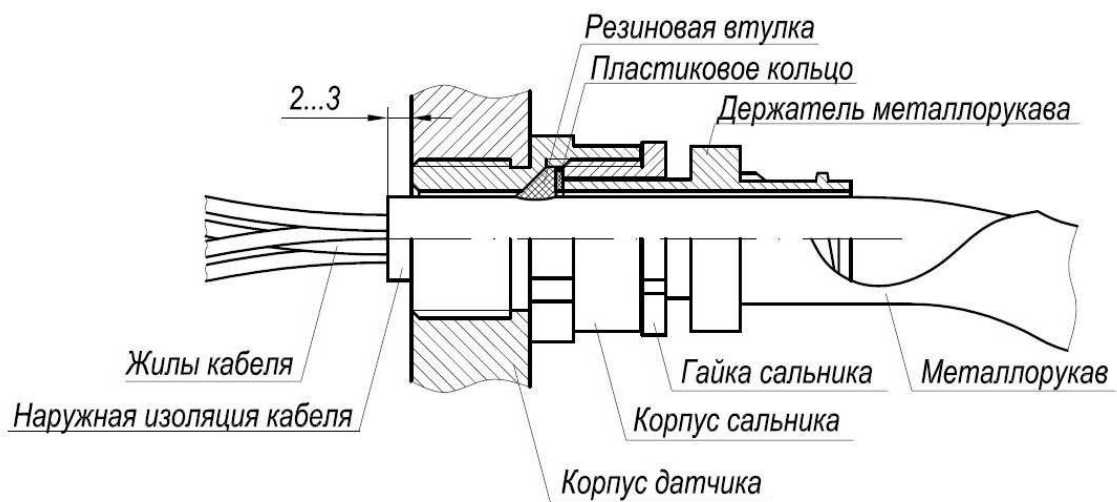 Резиновая втулка
Пластиковое кольцо
2...3
Держатель металлорукава
Жилы кабеля
Гайка сальника
Металлорукав
Наружная изоляция кабеля
Корпус сальника
Корпус датчика